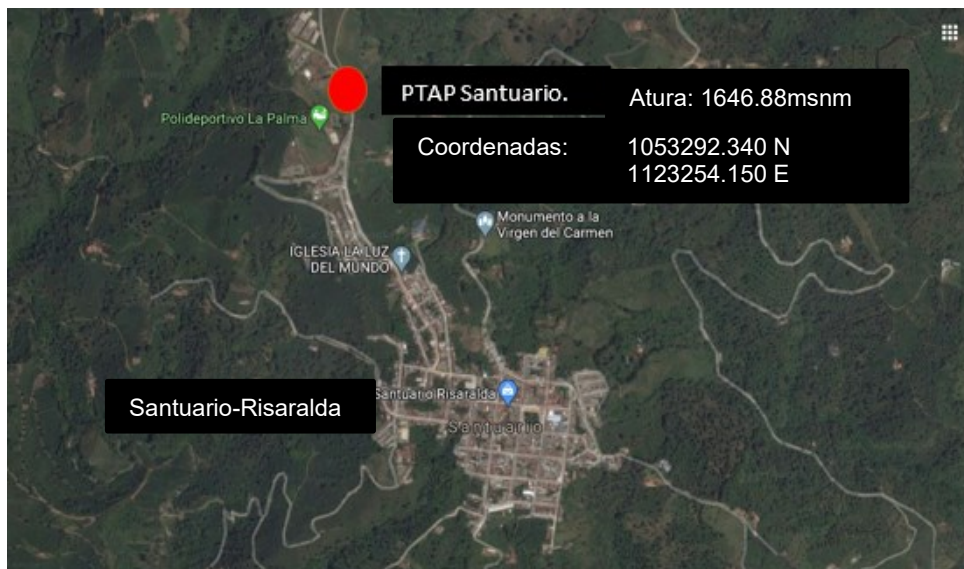 PTAP Santuario.
Atura: 1646.88msnm
Polideportivo La Palma
Coordenadas:
1053292.340 N
1123254.150 E
Monumento a la
Virgen del Carmen
IGLESIA LA LUZ
DEL MUNDO
Santuario Risaralda
Santuario-Risaralda
Santuario